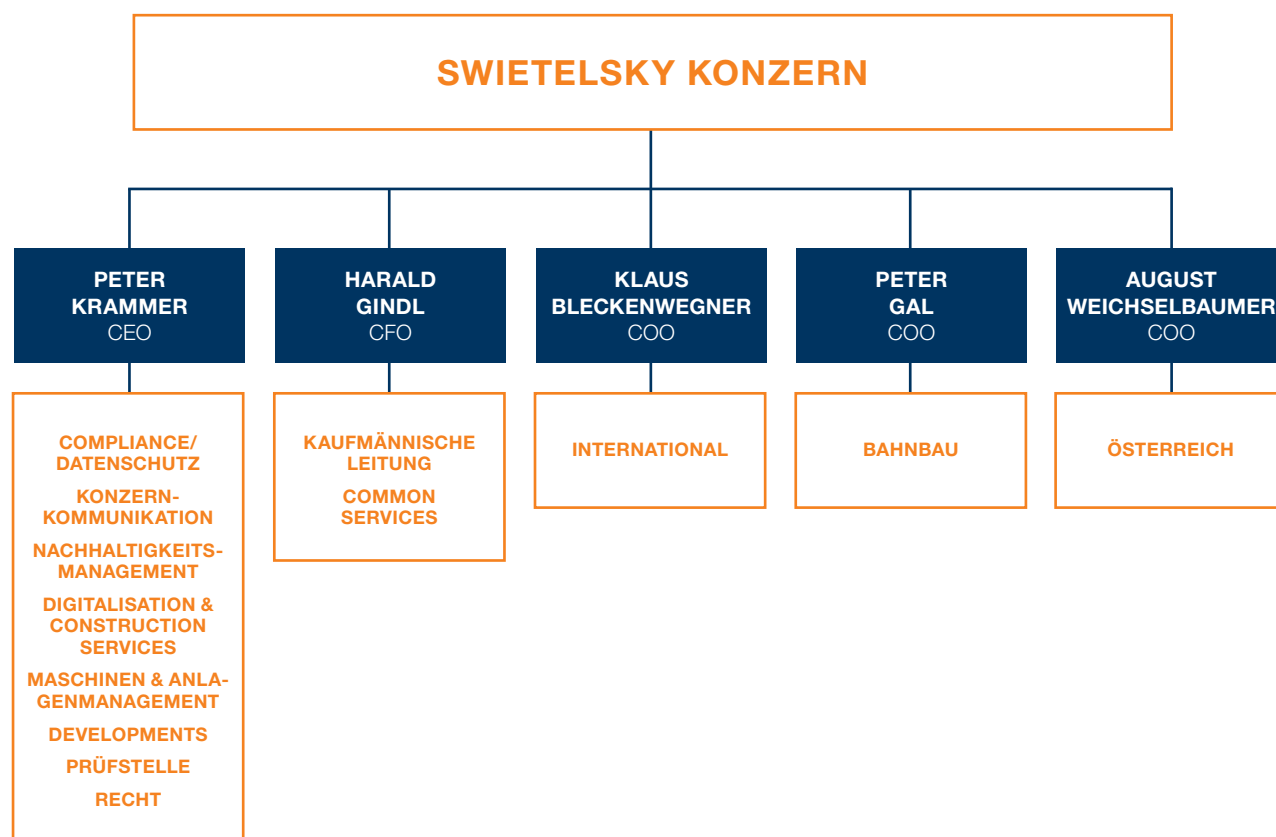 SWIETELSKY KONZERN
PETER
KRAMMER
CEO
HARALD
GINDL
CFO
KLAUS
BLECKENWEGNER
COO
PETER
GAL
COO
AUGUST
WEICHSELBAUMER
COO
COMPLIANCE/
DATENSCHUTZ
KONZERN-
KOMMUNIKATION
NACHHALTIGKEITS-
MANAGEMENT
DIGITALISATION &
CONSTRUCTION
SERVICES
MASCHINEN & ANLA-
GENMANAGEMENT
DEVELOPMENTS
PRÜFSTELLE
RECHT
KAUFMÄNNISCHE
LEITUNG
COMMON
SERVICES
INTERNATIONAL
BAHNBAU
ÖSTERREICH